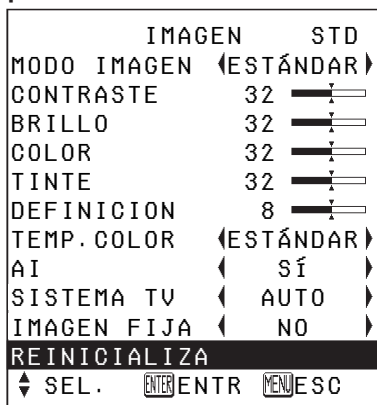 IMAGEN STD
MODO IMAGEN ESTÁNDAR
CONTRASTE 32
BRILLO 32
COLOR 32
TINTE 32
DEFINICION 8
TEMP.COLOR ESTÁNDAR
AI SÍ
SISTEMA TV AUTO
IMAGEN FIJA NO
REINICIALIZA
SEL. ENTER ENTR MENU ESC